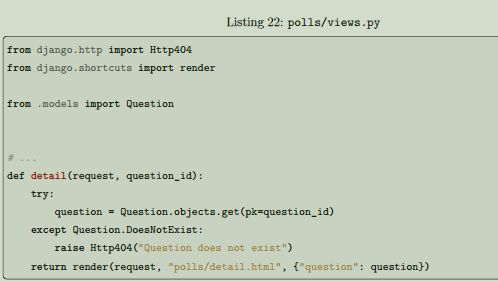 Listing 22: polls/views.py
from django.http import Http404
from django.shortcuts import render
from .models import Question
# ...
def detail(request, question_id):
    try:
        question = Question.objects.get(pk=question_id)
    except Question.DoesNotExist:
        raise Http404("Question does not exist")
    return render(request, "polls/detail.html", {"question": question})